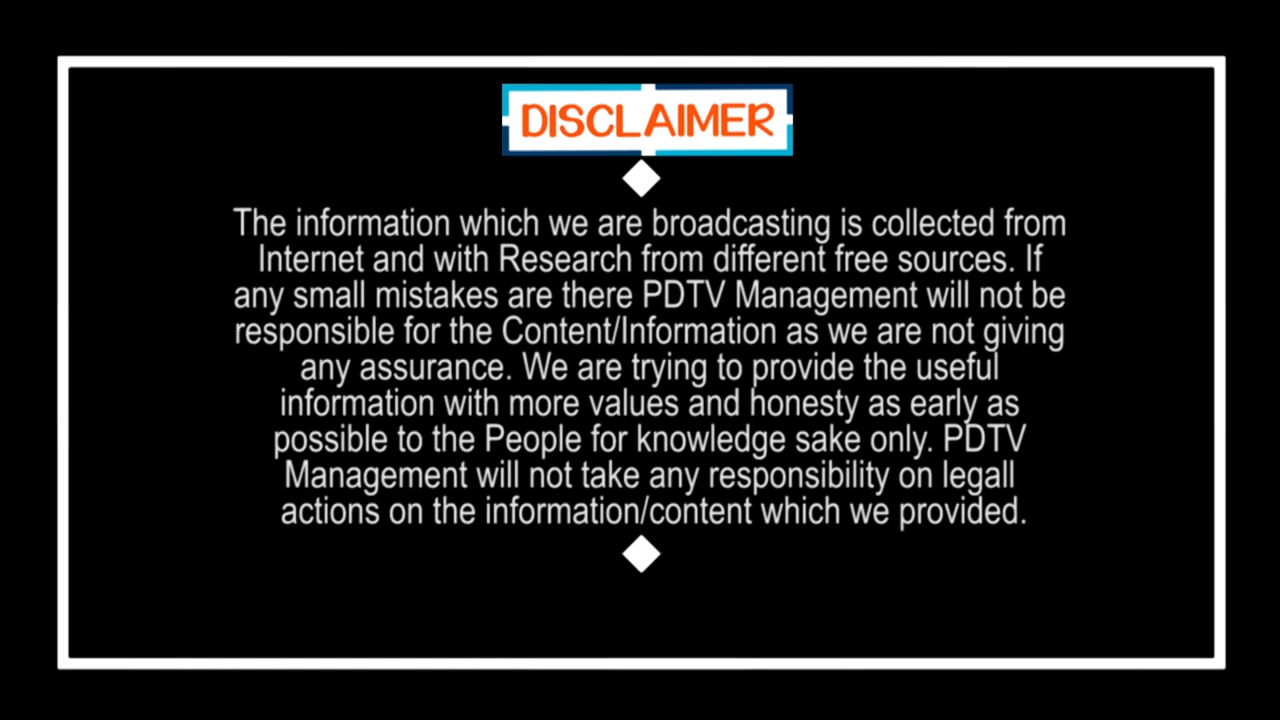 DISCLAIMER
The information which we are broadcasting is collected from
Internet and with Research from different free sources. If
any small mistakes are there PDTV Management will not be
responsible for the Content/Information as we are not giving
any assurance. We are trying to provide the useful
information with more values and honesty as early as
possible to the People for knowledge sake only. PDTV
Management will not take any responsibility on legall
actions on the information/content which we provided.